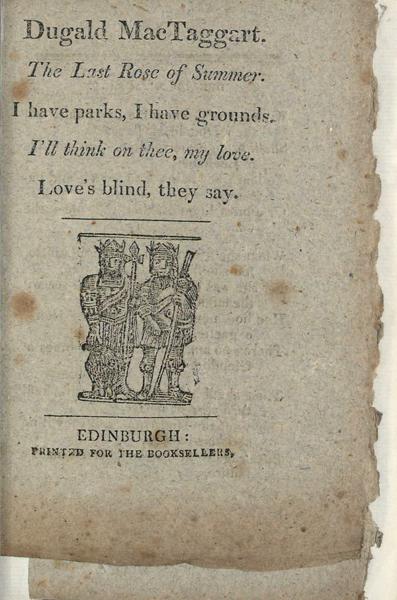 Dugald MacTaggart.
The Last Rose of Summer.
I have parks, I have grounds.
I'll think on thee, my love.
Love's blind, they say.
EDINBURGH:
PRINTED FOR THE BOOKSELLERS.